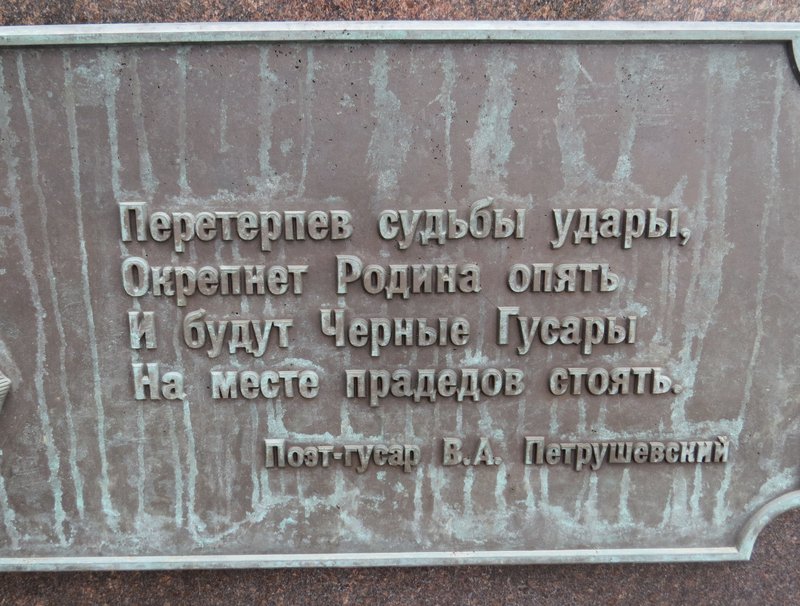 Перетерпев судьбы удары,
Окрепнет Родина опять
И будут Черные Гусары
На месте прадедов стоять.
Поэт-гусар В.А. Петрушевский